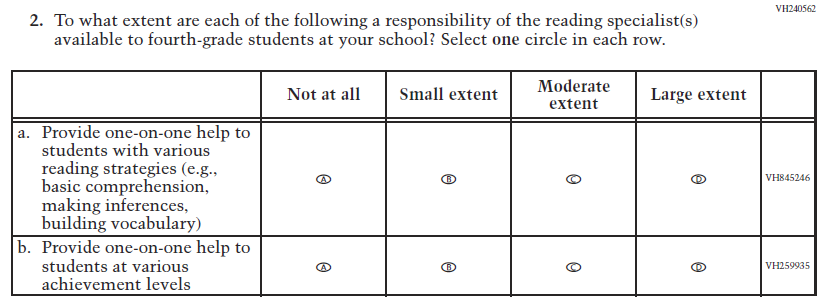 VH240562
2. To what extent are each of the following a responsibility of the reading specialist(s)
available to fourth-grade students at your school? Select one circle in each row.
Not at all Small extent Moderate extent Large extent
a. Provide one-on-one help to
students with various
reading strategies (e.g.,
basic comprehension,
making inferences,
building vocabulary)
A B C D VH845246
b. Provide one-on-one help to
students at various
achievement levels
A B C D VH259935